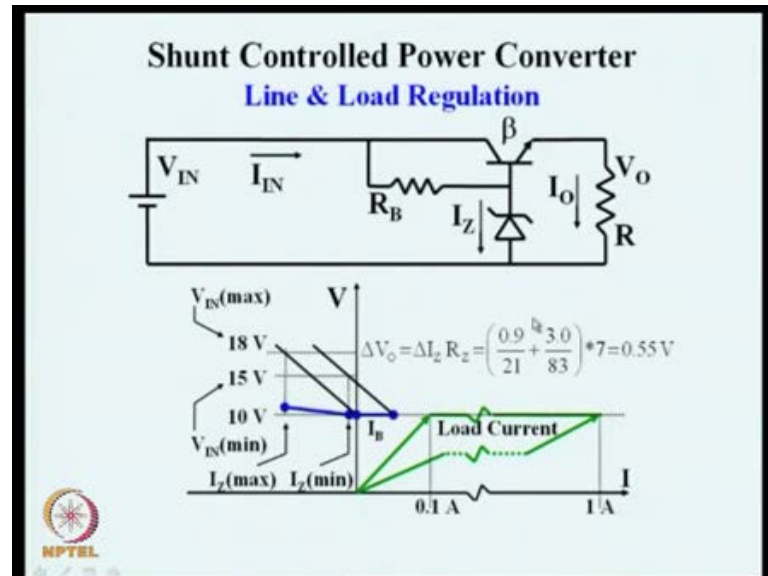 Shunt Controlled Power Converter
Line & Load Regulation
β
V_IN
I_IN
R_B
I_Z
I_O
V_O
R
V_IN(max)
V
18 V
ΔV_O=ΔI_Z R_Z=(0.9/21+3.0/83)*7=0.55 V
15 V
10 V
I_B
Load Current
V_IN(min)
I_Z(max) I_Z(min)
I
0.1 A
1 A
NPTEL